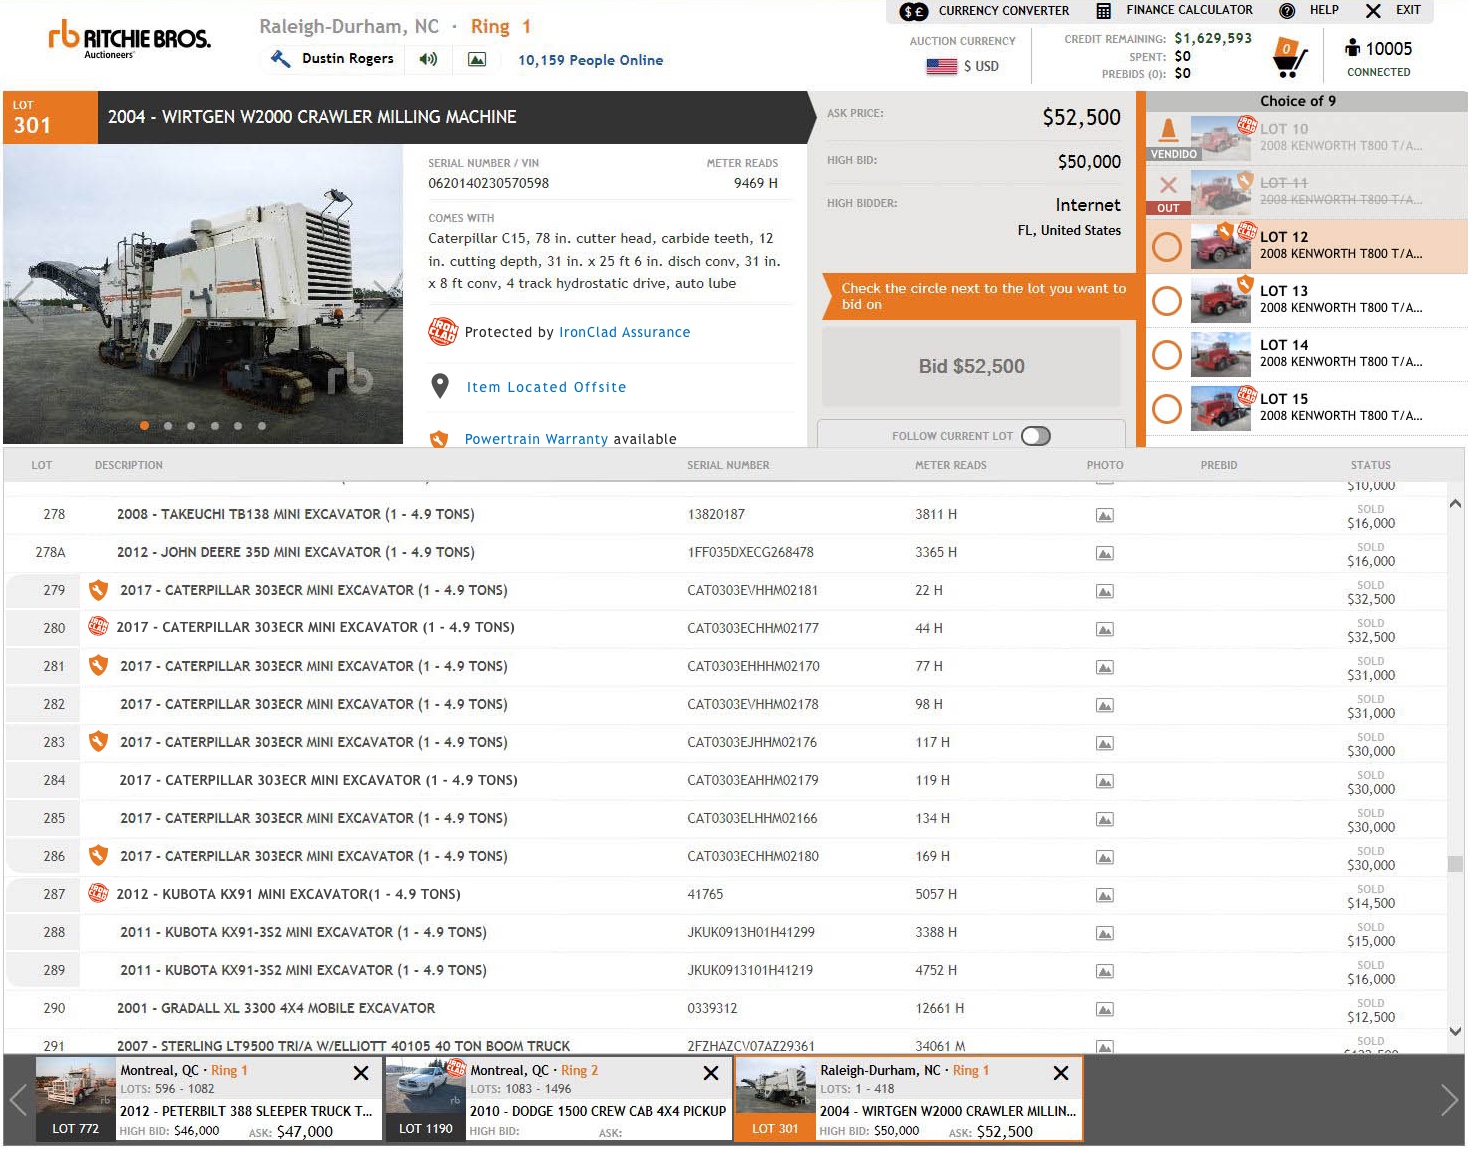 rb RITCHIE BROS.
Auctioneers®
Raleigh-Durham, NC · Ring 1
Dustin Rogers
10,159 People Online
$ £ CURRENCY CONVERTER
FINANCE CALCULATOR
? HELP
EXIT
AUCTION CURRENCY
$ USD
CREDIT REMAINING: $1,629,593
SPENT: $0
PREBIDS (0): $0
0
10005
CONNECTED
LOT
301
2004 - WIRTGEN W2000 CRAWLER MILLING MACHINE
SERIAL NUMBER / VIN METER READS
0620140230570598 9469 H
COMES WITH
Caterpillar C15, 78 in. cutter head, carbide teeth, 12
in. cutting depth, 31 in. x 25 ft 6 in. disch conv, 31 in.
x 8 ft conv, 4 track hydrostatic drive, auto lube
IRON CLAD Protected by IronClad Assurance
Item Located Offsite
Powertrain Warranty available
rb
ASK PRICE: $52,500
HIGH BID: $50,000
HIGH BIDDER: Internet
FL, United States
Check the circle next to the lot you want to
bid on
Bid $52,500
FOLLOW CURRENT LOT
Choice of 9
VENDIDO
IRON CLAD
LOT 10
2008 KENWORTH T800 T/A...
OUT
LOT 11
2008 KENWORTH T800 T/A...
IRON CLAD
LOT 12
2008 KENWORTH T800 T/A...
LOT 13
2008 KENWORTH T800 T/A...
LOT 14
2008 KENWORTH T800 T/A...
IRON CLAD
LOT 15
2008 KENWORTH T800 T/A...
LOT DESCRIPTION SERIAL NUMBER METER READS PHOTO PREBID STATUS
$10,000
278 2008 - TAKEUCHI TB138 MINI EXCAVATOR (1 - 4.9 TONS) 13820187 3811 H SOLD $16,000
278A 2012 - JOHN DEERE 35D MINI EXCAVATOR (1 - 4.9 TONS) 1FF035DXECG268478 3365 H SOLD $16,000
279 2017 - CATERPILLAR 303ECR MINI EXCAVATOR (1 - 4.9 TONS) CAT0303EVHHM02181 22 H SOLD $32,500
280 IRON CLAD 2017 - CATERPILLAR 303ECR MINI EXCAVATOR (1 - 4.9 TONS) CAT0303ECHHM02177 44 H SOLD $32,500
281 2017 - CATERPILLAR 303ECR MINI EXCAVATOR (1 - 4.9 TONS) CAT0303EHHHM02170 77 H SOLD $31,000
282 2017 - CATERPILLAR 303ECR MINI EXCAVATOR (1 - 4.9 TONS) CAT0303EVHHM02178 98 H SOLD $31,000
283 2017 - CATERPILLAR 303ECR MINI EXCAVATOR (1 - 4.9 TONS) CAT0303EJHHM02176 117 H SOLD $30,000
284 2017 - CATERPILLAR 303ECR MINI EXCAVATOR (1 - 4.9 TONS) CAT0303EAHHM02179 119 H SOLD $30,000
285 2017 - CATERPILLAR 303ECR MINI EXCAVATOR (1 - 4.9 TONS) CAT0303ELHHM02166 134 H SOLD $30,000
286 2017 - CATERPILLAR 303ECR MINI EXCAVATOR (1 - 4.9 TONS) CAT0303ECHHM02180 169 H SOLD $30,000
287 IRON CLAD 2012 - KUBOTA KX91 MINI EXCAVATOR(1 - 4.9 TONS) 41765 5057 H SOLD $14,500
288 2011 - KUBOTA KX91-3S2 MINI EXCAVATOR (1 - 4.9 TONS) JKUK0913H01H41299 3388 H SOLD $15,000
289 2011 - KUBOTA KX91-3S2 MINI EXCAVATOR (1 - 4.9 TONS) JKUK0913101H41219 4752 H SOLD $16,000
290 2001 - GRADALL XL 3300 4X4 MOBILE EXCAVATOR 0339312 12661 H SOLD $12,500
291 2007 - STERLING LT9500 TRI/A W/ELLIOTT 40105 40 TON BOOM TRUCK 2FZHAZCV07AZ29361 34061 M SOLD
rb
LOT 772
Montreal, QC · Ring 1
LOTS: 596 - 1082
2012 - PETERBILT 388 SLEEPER TRUCK T...
HIGH BID: $46,000 ASK: $47,000
IRON CLAD
rb
LOT 1190
Montreal, QC · Ring 2
LOTS: 1083 - 1496
2010 - DODGE 1500 CREW CAB 4X4 PICKUP
HIGH BID: ASK:
rb
LOT 301
Raleigh-Durham, NC · Ring 1
LOTS: 1 - 418
2004 - WIRTGEN W2000 CRAWLER MILLIN...
HIGH BID: $50,000 ASK: $52,500